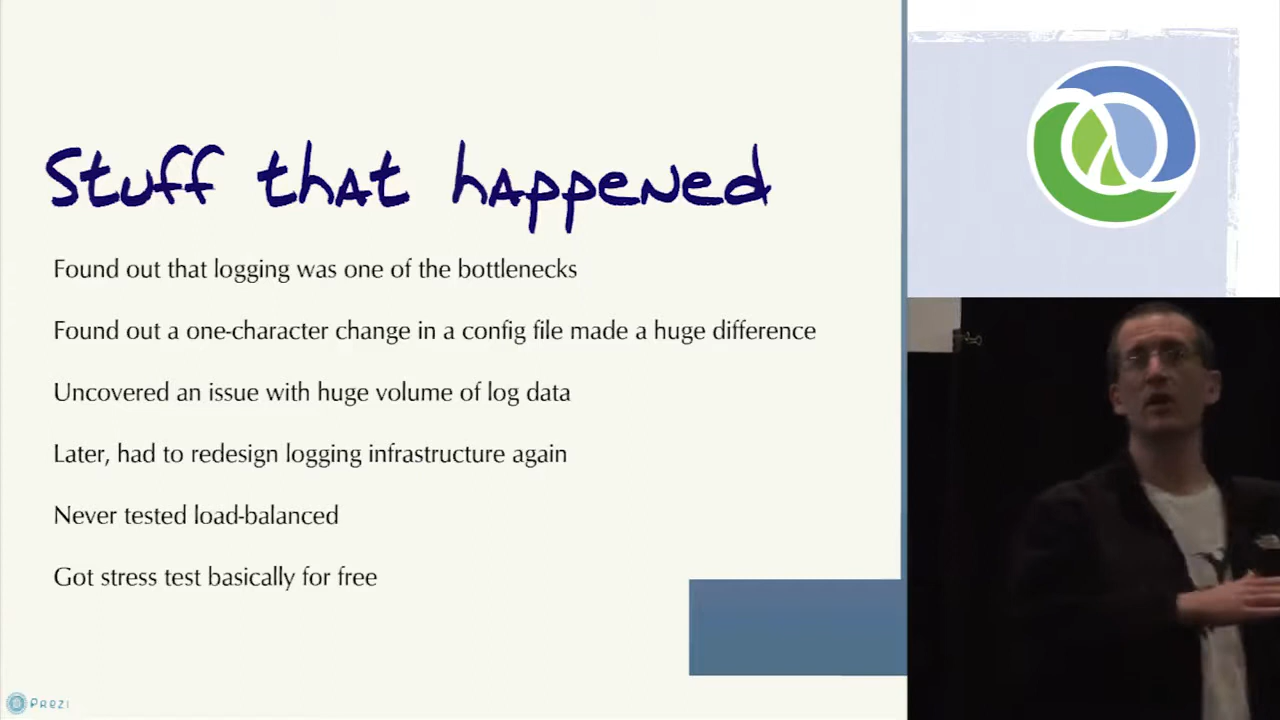 Stuff that happened
Found out that logging was one of the bottlenecks
Found out a one-character change in a config file made a huge difference
Uncovered an issue with huge volume of log data
Later, had to redesign logging infrastructure again
Never tested load-balanced
Got stress test basically for free
Prezi